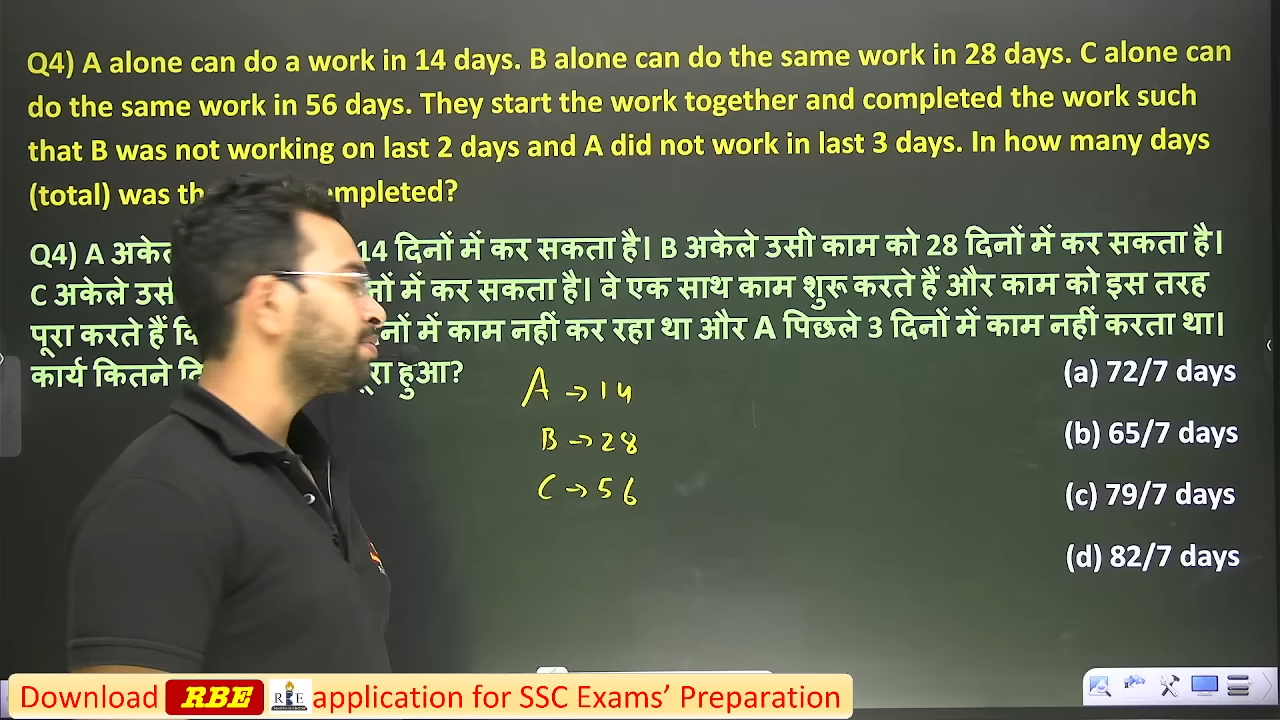 Q4) A alone can do a work in 14 days. B alone can do the same work in 28 days. C alone can
do the same work in 56 days. They start the work together and completed the work such
that B was not working on last 2 days and A did not work in last 3 days. In how many days
(total) was mpleted?
Q4) A 14 दिनों में कर सकता है। B अकेले उसी काम को 28 दिनों में कर सकता है।
C अकेले में कर सकता है। वे एक साथ काम शुरू करते हैं और काम को इस तरह
पूरा करते हैं में काम नहीं कर रहा था और A पिछले 3 दिनों में काम नहीं करता था।
कार्य कितने हुआ?
A → 14
B → 28
C → 56
(a) 72/7 days
(b) 65/7 days
(c) 79/7 days
(d) 82/7 days
Download RBE RBE application for SSC Exams’ Preparation